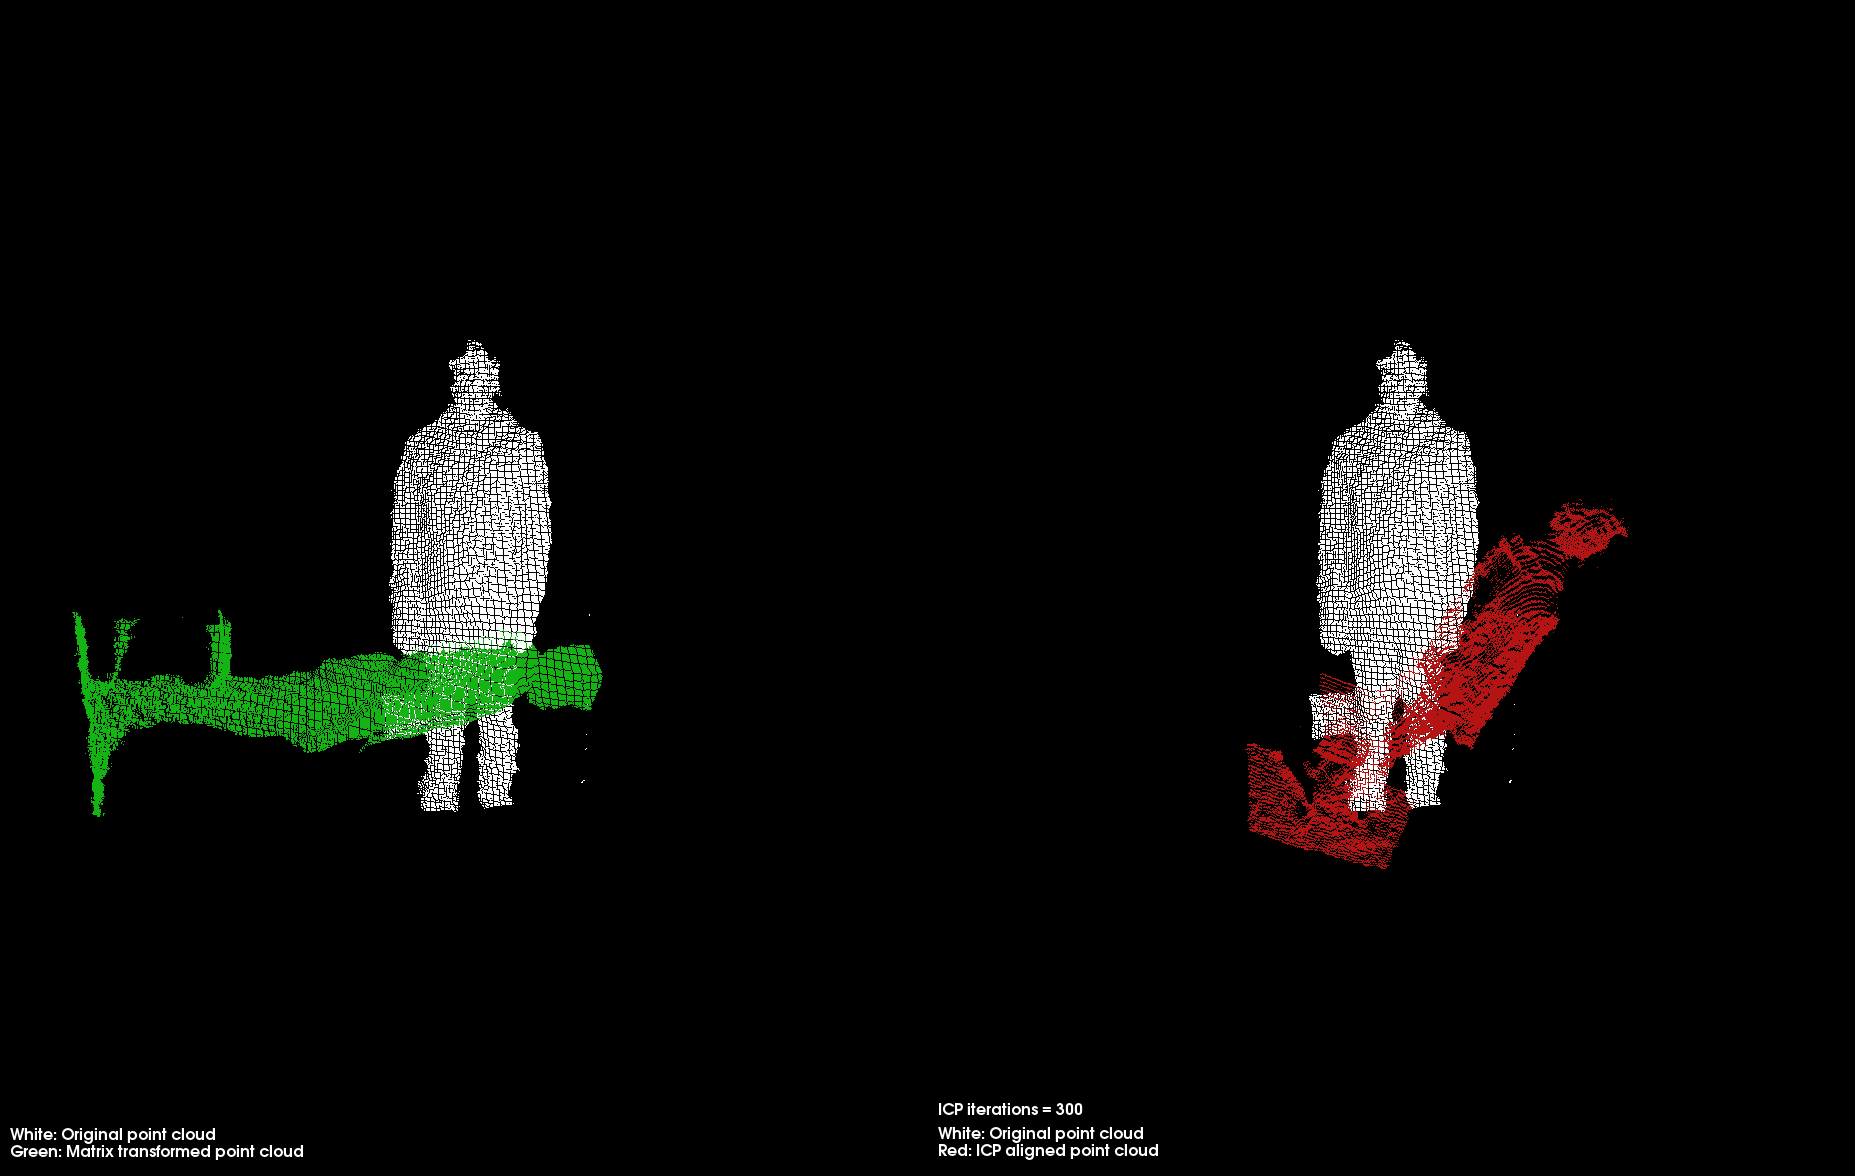 White: Original point cloud
Green: Matrix transformed point cloud
ICP iterations = 300
White: Original point cloud
Red: ICP aligned point cloud